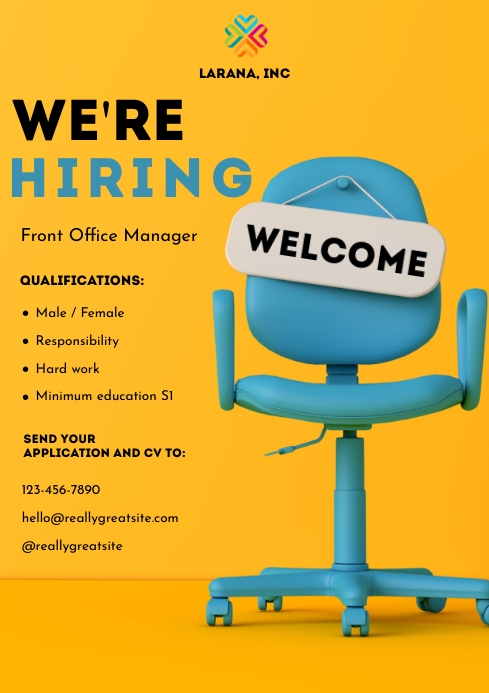 LARANA, INC
WE'RE
HIRING
Front Office Manager
WELCOME
QUALIFICATIONS:
• Male / Female
• Responsibility
• Hard work
• Minimum education S1
SEND YOUR
APPLICATION AND CV TO:
123-456-7890
hello@reallygreatsite.com
@reallygreatsite